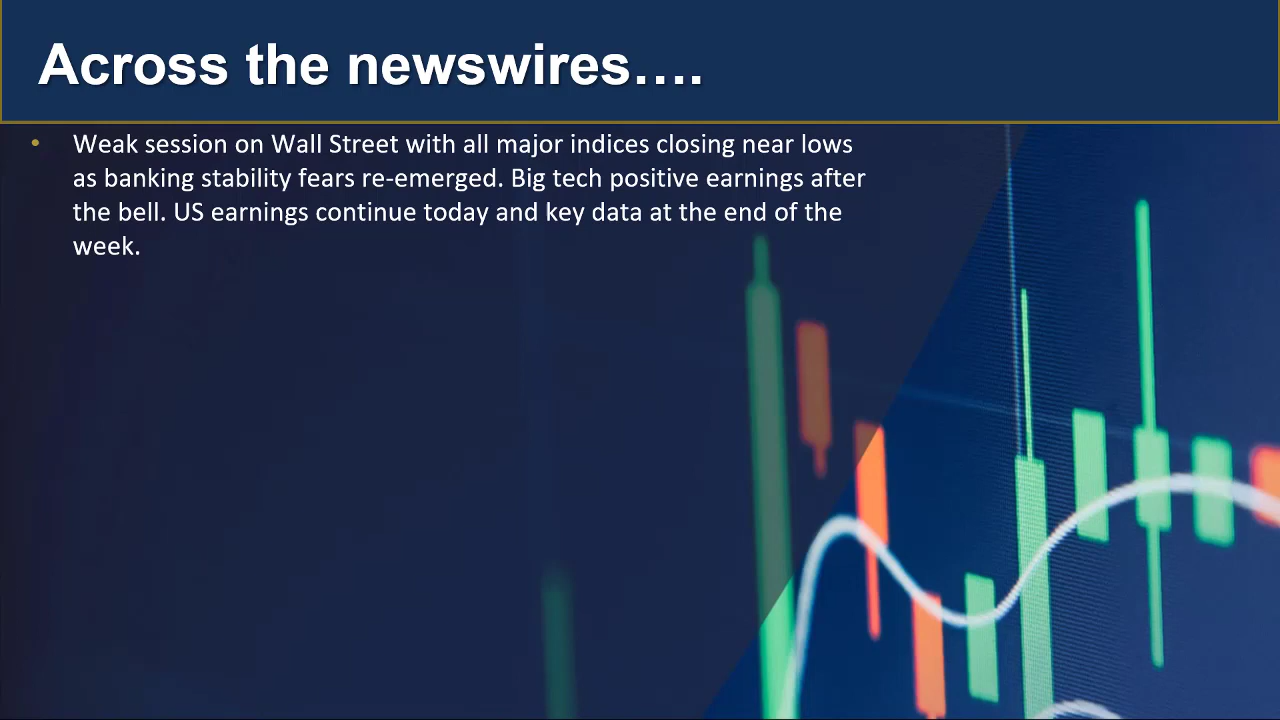 Across the newswires….
• Weak session on Wall Street with all major indices closing near lows
as banking stability fears re-emerged. Big tech positive earnings after
the bell. US earnings continue today and key data at the end of the
week.